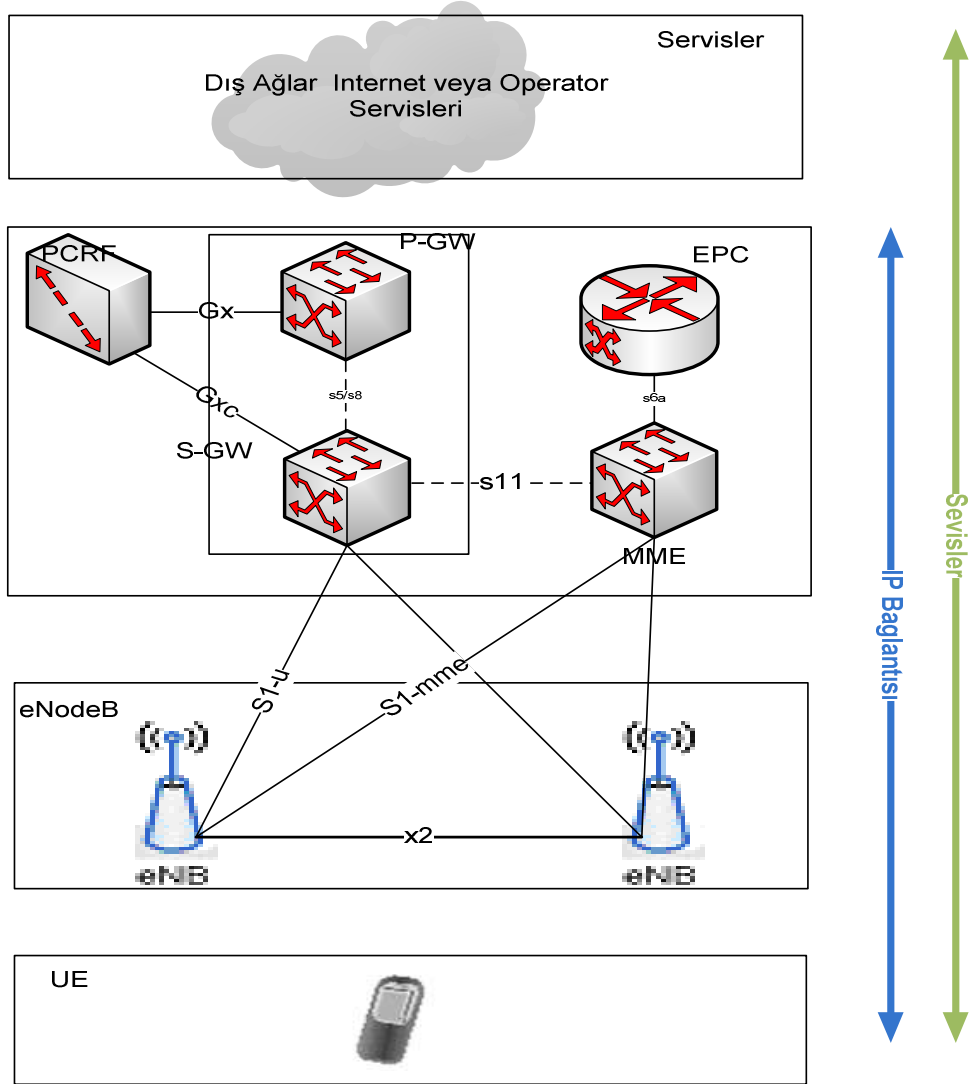 Servisler
Dış Ağlar Internet veya Operator
Servisleri
PCRF
P-GW
EPC
Gx
s5/s8
s6a
Gxc
S-GW
s11
MME
Sevisler
IP Baglantısı
S1-u
S1-mme
eNodeB
x2
eNB
eNB
UE